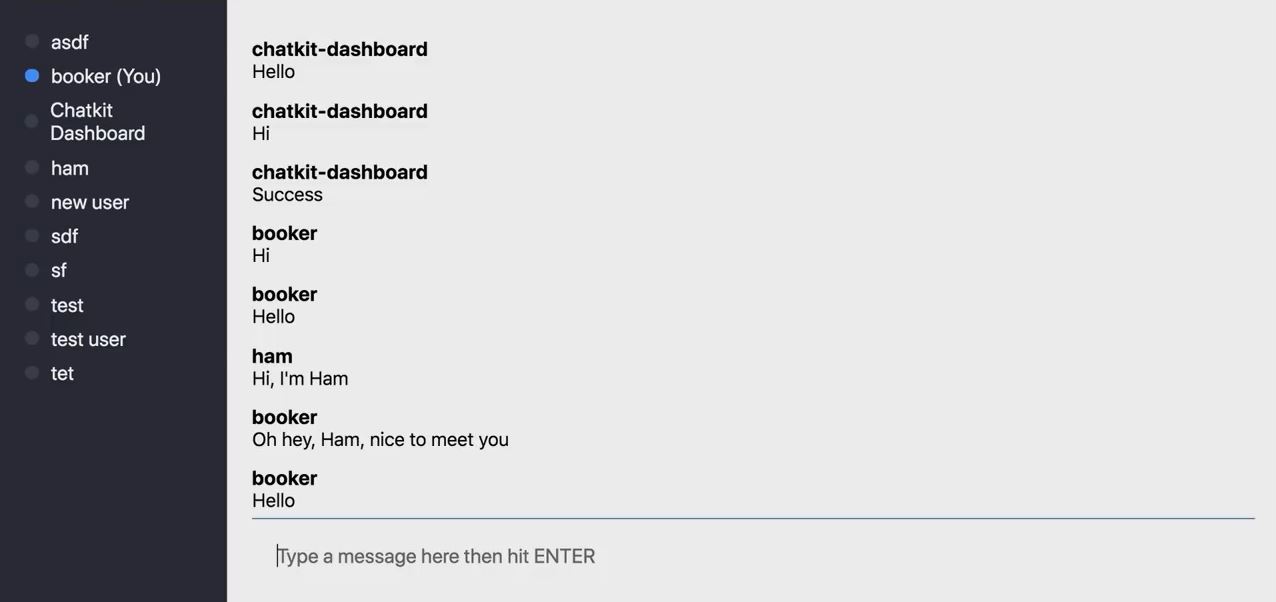 asdf
booker (You)
Chatkit
Dashboard
ham
new user
sdf
sf
test
test user
tet
chatkit-dashboard
Hello
chatkit-dashboard
Hi
chatkit-dashboard
Success
booker
Hi
booker
Hello
ham
Hi, I'm Ham
booker
Oh hey, Ham, nice to meet you
booker
Hello
Type a message here then hit ENTER